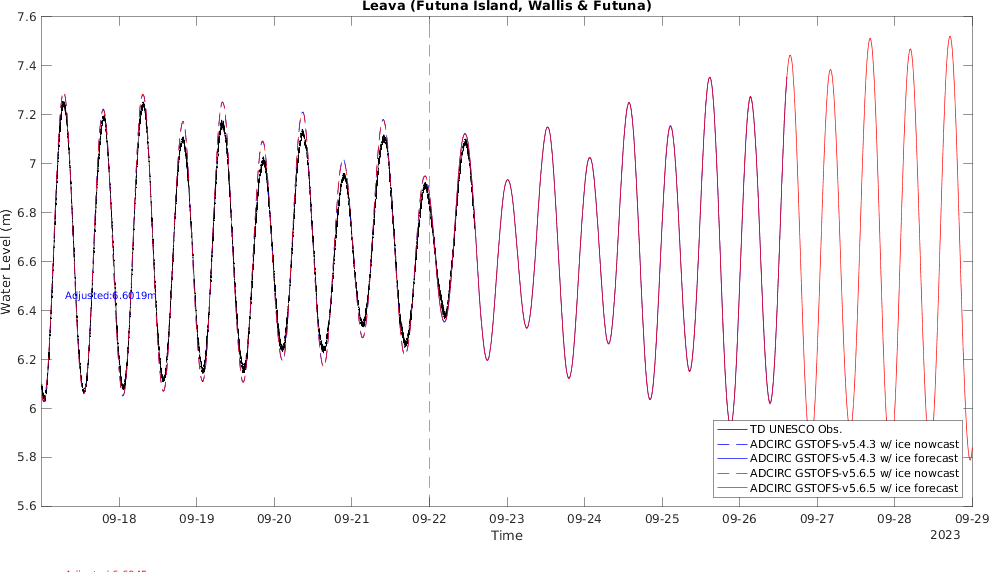 Leava (Futuna Island, Wallis & Futuna)
7.6
7.4
7.2
7
6.8
6.6
6.4
6.2
6
5.8
5.6
Water Level (m)
Adjusted:6.6019m
TD UNESCO Obs.
ADCIRC GSTOFS-v5.4.3 w/ ice nowcast
ADCIRC GSTOFS-v5.4.3 w/ ice forecast
ADCIRC GSTOFS-v5.6.5 w/ ice nowcast
ADCIRC GSTOFS-v5.6.5 w/ ice forecast
09-18 09-19 09-20 09-21 09-22 09-23 09-24 09-25 09-26 09-27 09-28 09-29
Time
2023